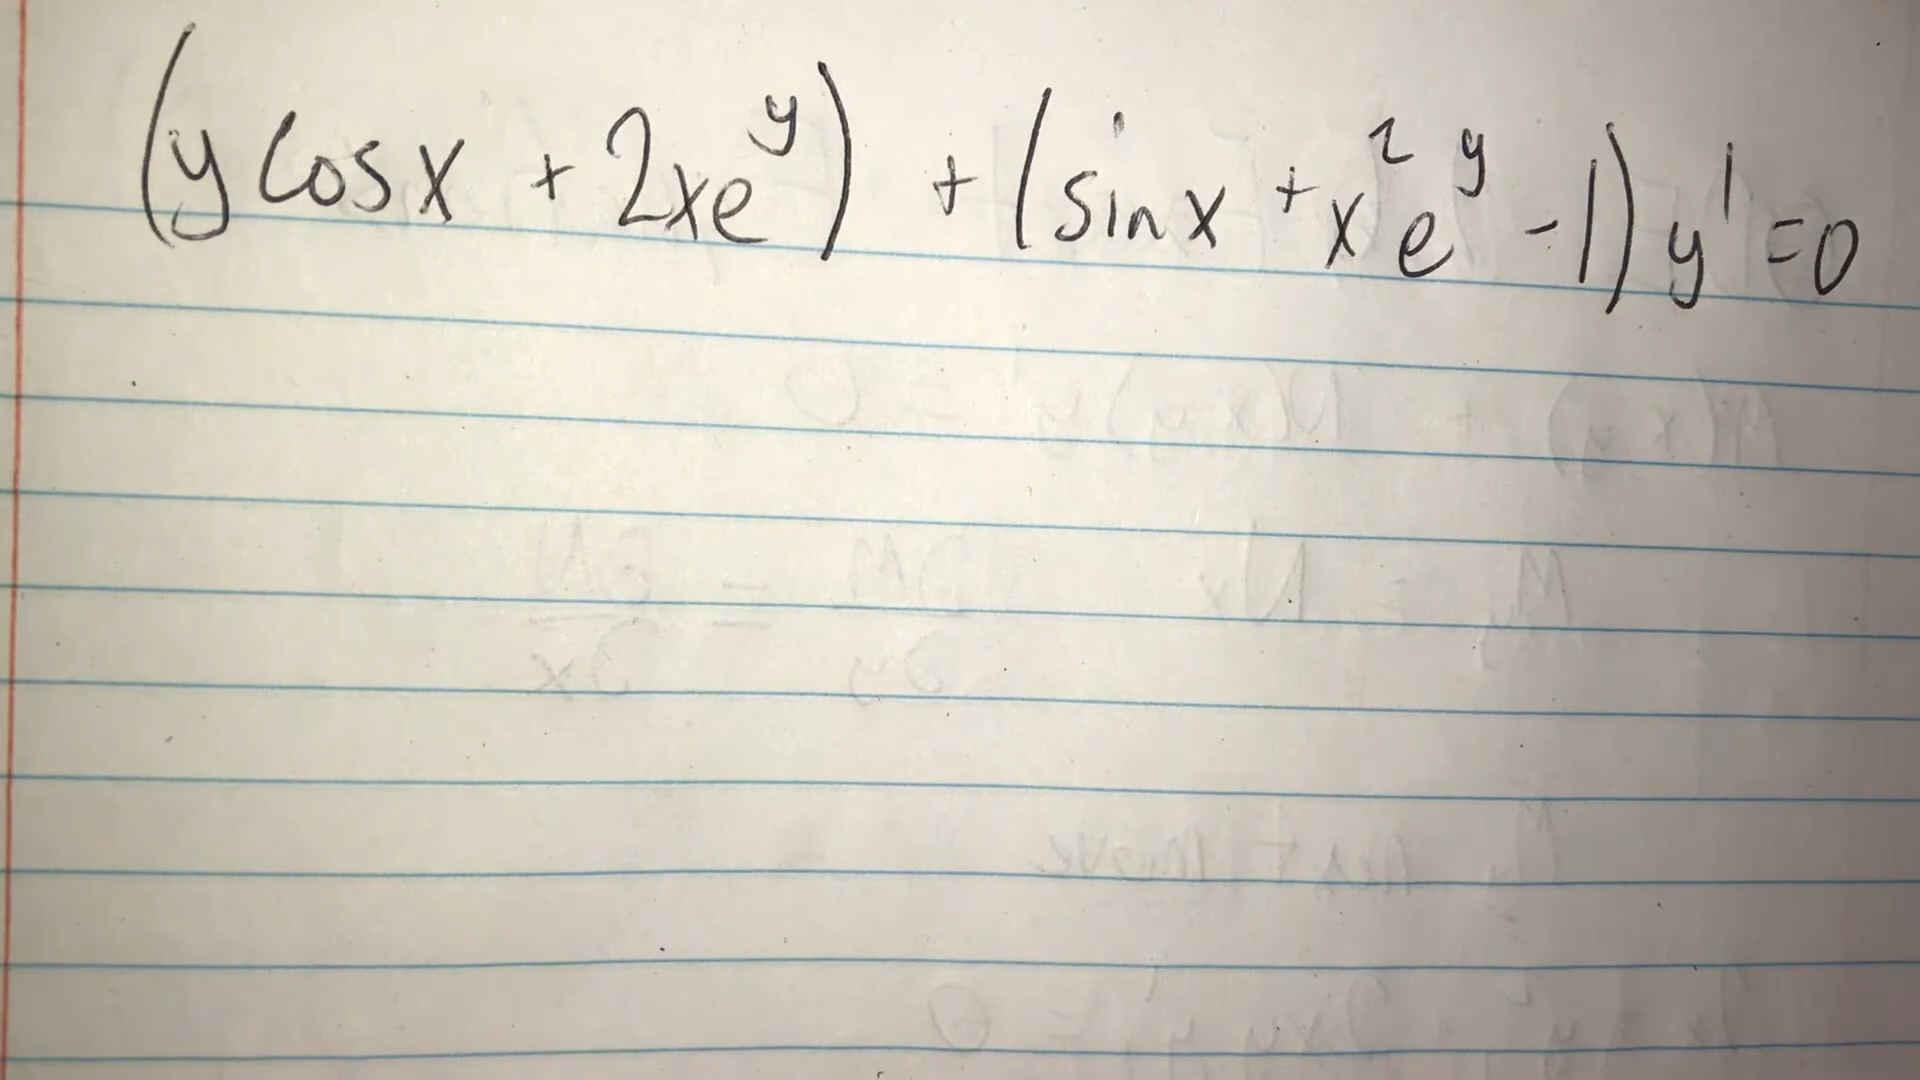 (y cos x + 2xe^y) + (sin x + x^2 e^y - 1) y' = 0